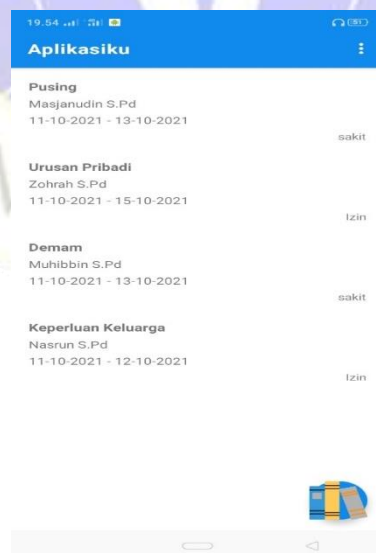 19.54
Aplikasiku
Pusing
Masjanudin S.Pd
11-10-2021 - 13-10-2021
sakit
Urusan Pribadi
Zohrah S.Pd
11-10-2021 - 15-10-2021
Izin
Demam
Muhibbin S.Pd
11-10-2021 - 13-10-2021
sakit
Keperluan Keluarga
Nasrun S.Pd
11-10-2021 - 12-10-2021
Izin